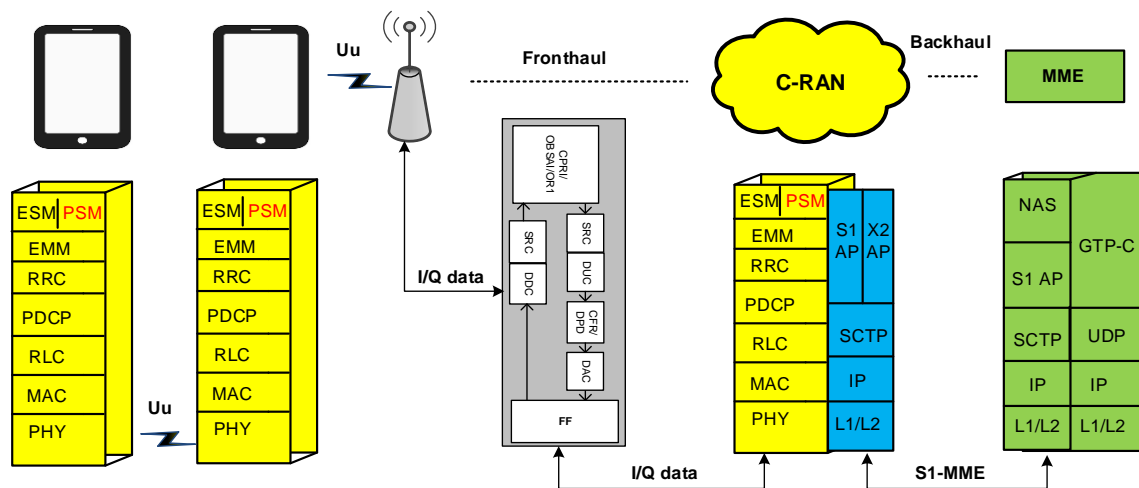 Uu
Fronthaul
C-RAN
Backhaul
MME
ESM PSM
EMM
RRC
PDCP
RLC
MAC
PHY
Uu
ESM PSM
EMM
RRC
PDCP
RLC
MAC
PHY
I/Q data
CPRI/
OBSAI/OR1
SRC
DDC
SRC
DUC
CFR/
DPD
DAC
FF
I/Q data
ESM PSM
EMM
RRC
PDCP
RLC
MAC
PHY
S1
AP
X2
AP
SCTP
IP
L1/L2
S1-MME
NAS
S1 AP
SCTP
IP
L1/L2
GTP-C
UDP
IP
L1/L2